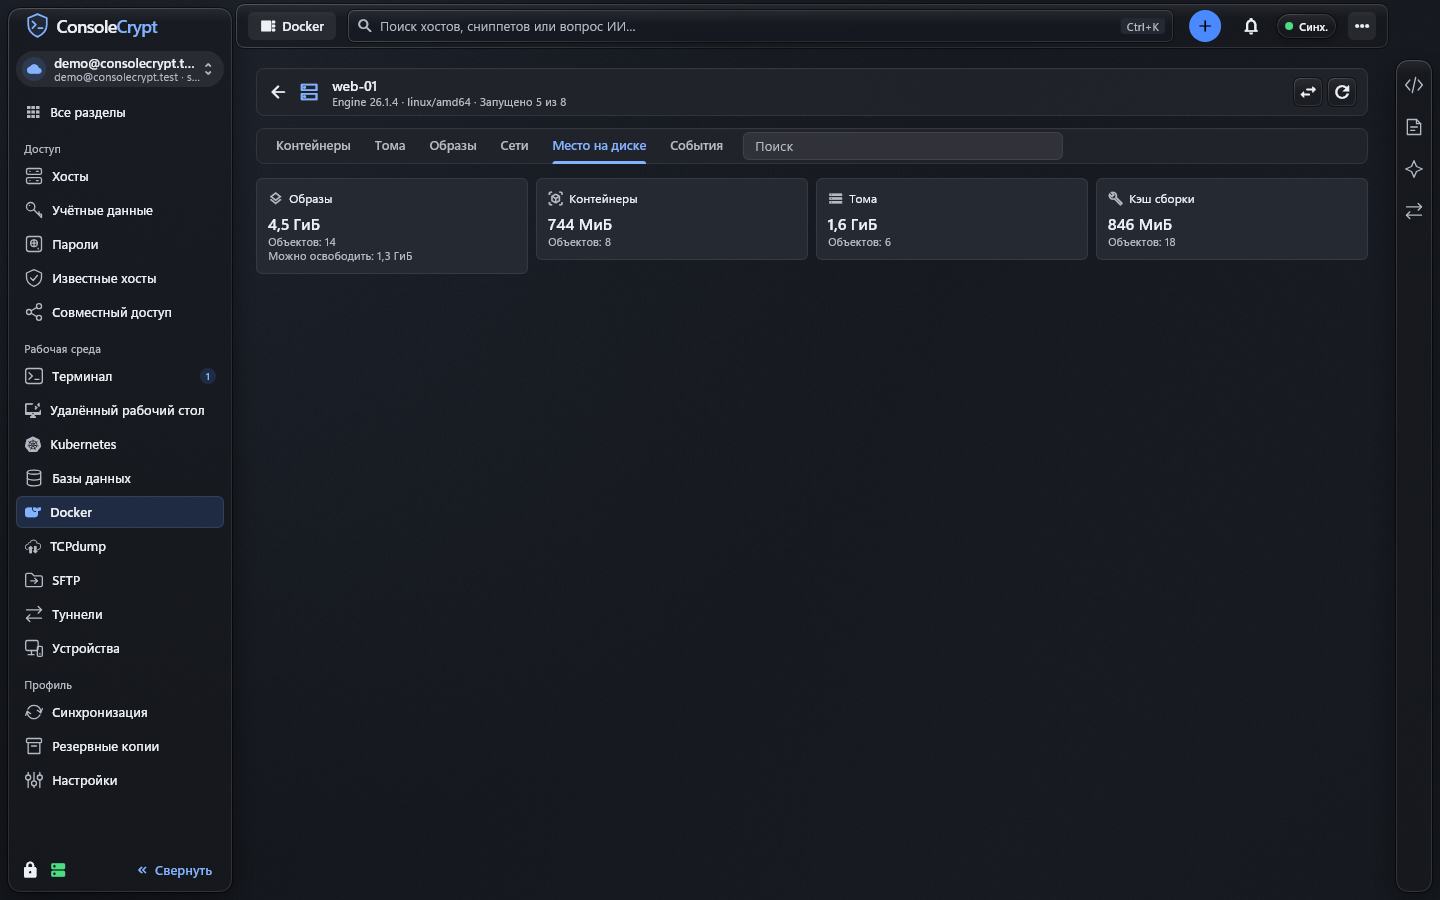 ConsoleCrypt
demo@consolecrypt.t...
demo@consolecrypt.test · s...
Все разделы
Доступ
Хосты
Учётные данные
Пароли
Известные хосты
Совместный доступ
Рабочая среда
Терминал
1
Удалённый рабочий стол
Kubernetes
Базы данных
Docker
TCPdump
SFTP
Туннели
Устройства
Профиль
Синхронизация
Резервные копии
Настройки
« Свернуть
Docker
Поиск хостов, сниппетов или вопрос ИИ...
Ctrl+K
Синх.
web-01
Engine 26.1.4 · linux/amd64 · Запущено 5 из 8
Контейнеры Тома Образы Сети Место на диске События Поиск
Образы
4,5 ГиБ
Объектов: 14
Можно освободить: 1,3 ГиБ
Контейнеры
744 МиБ
Объектов: 8
Тома
1,6 ГиБ
Объектов: 6
Кэш сборки
846 МиБ
Объектов: 18